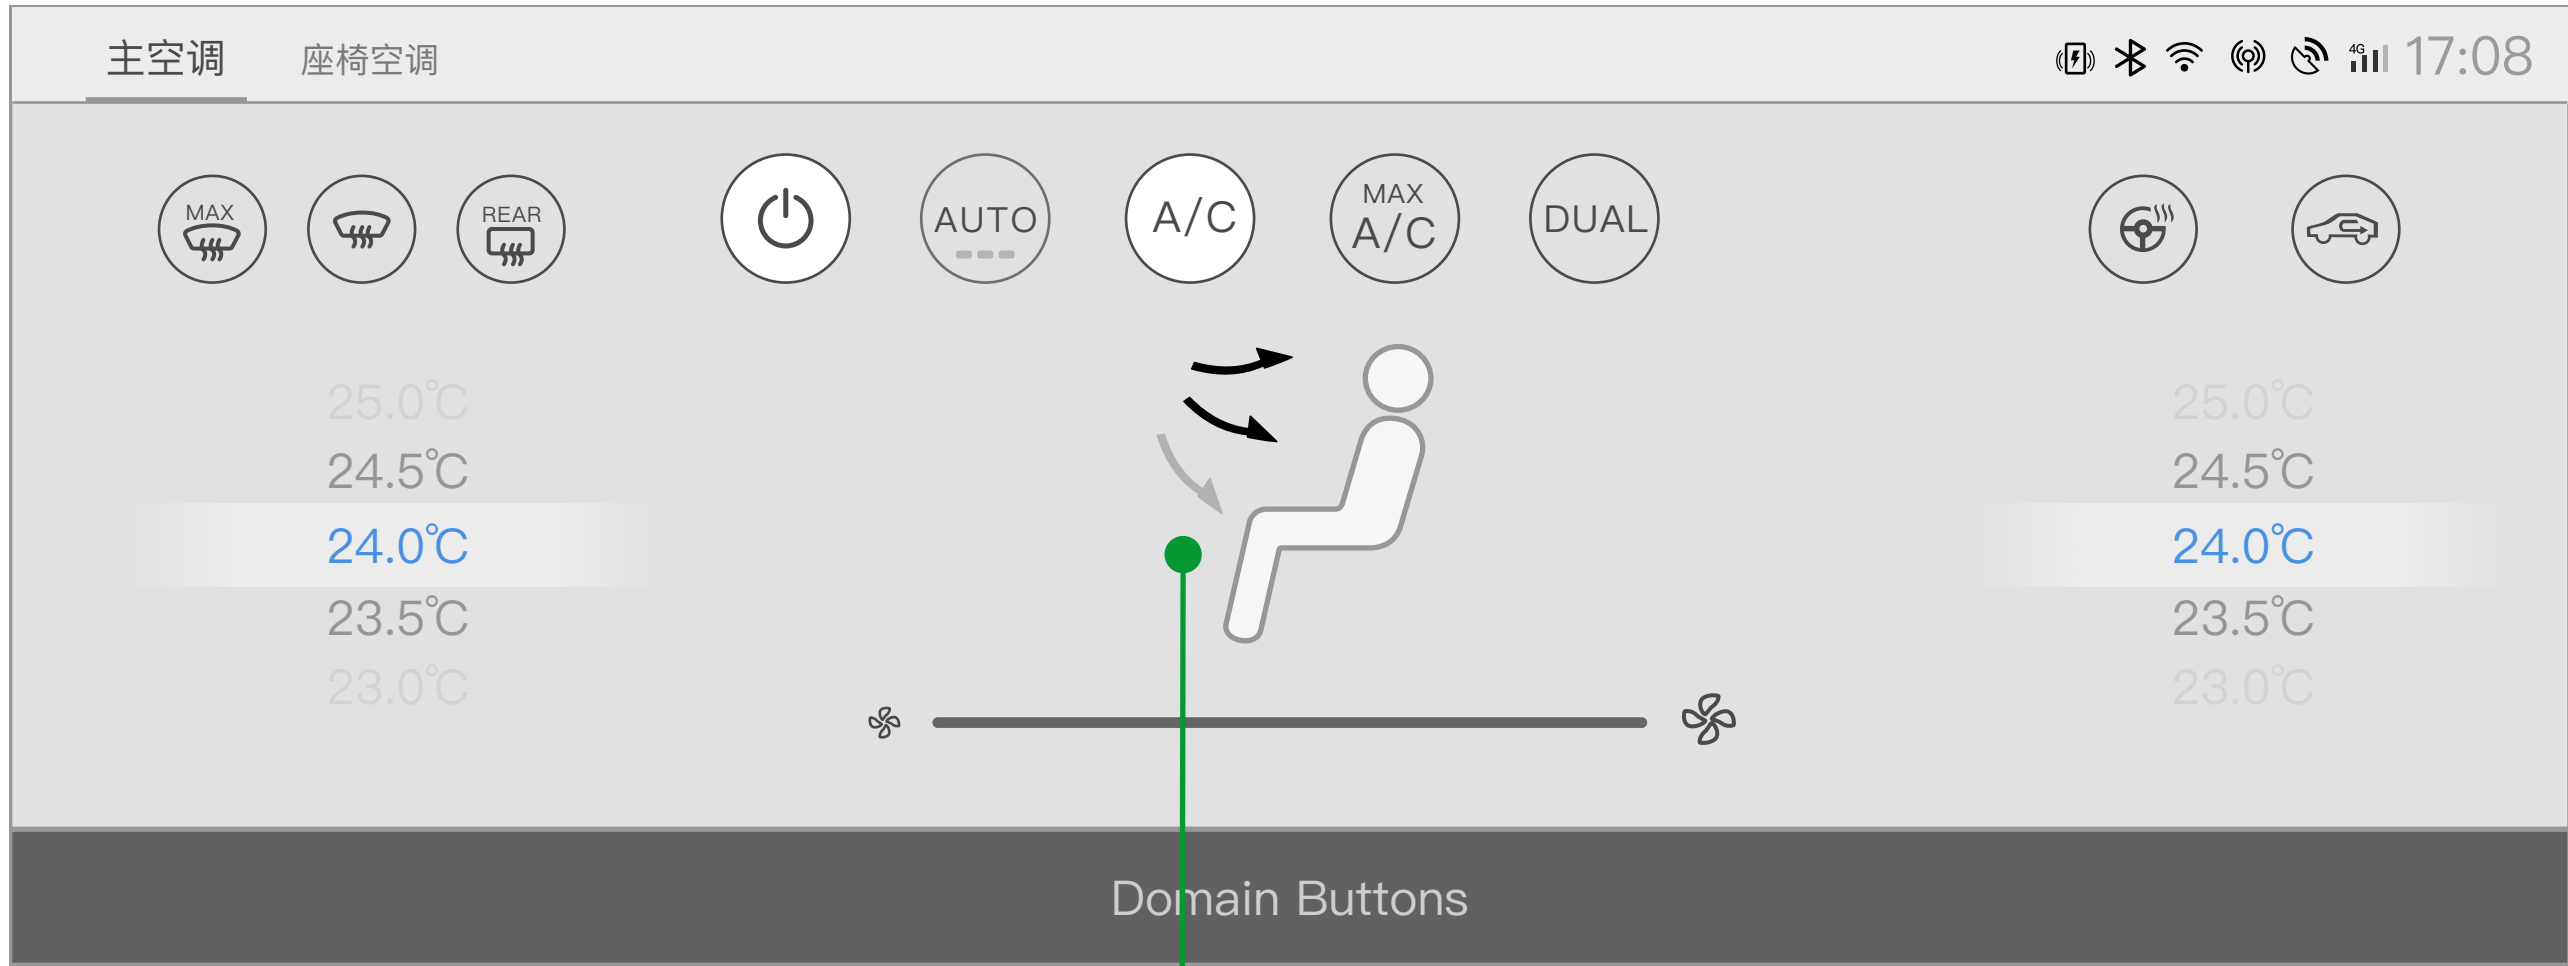 主空调
座椅空调
4G
17:08
MAX
REAR
AUTO
A/C
MAX
A/C
DUAL
25.0℃
24.5℃
24.0℃
23.5℃
23.0℃
25.0℃
24.5℃
24.0℃
23.5℃
23.0℃
Domain Buttons